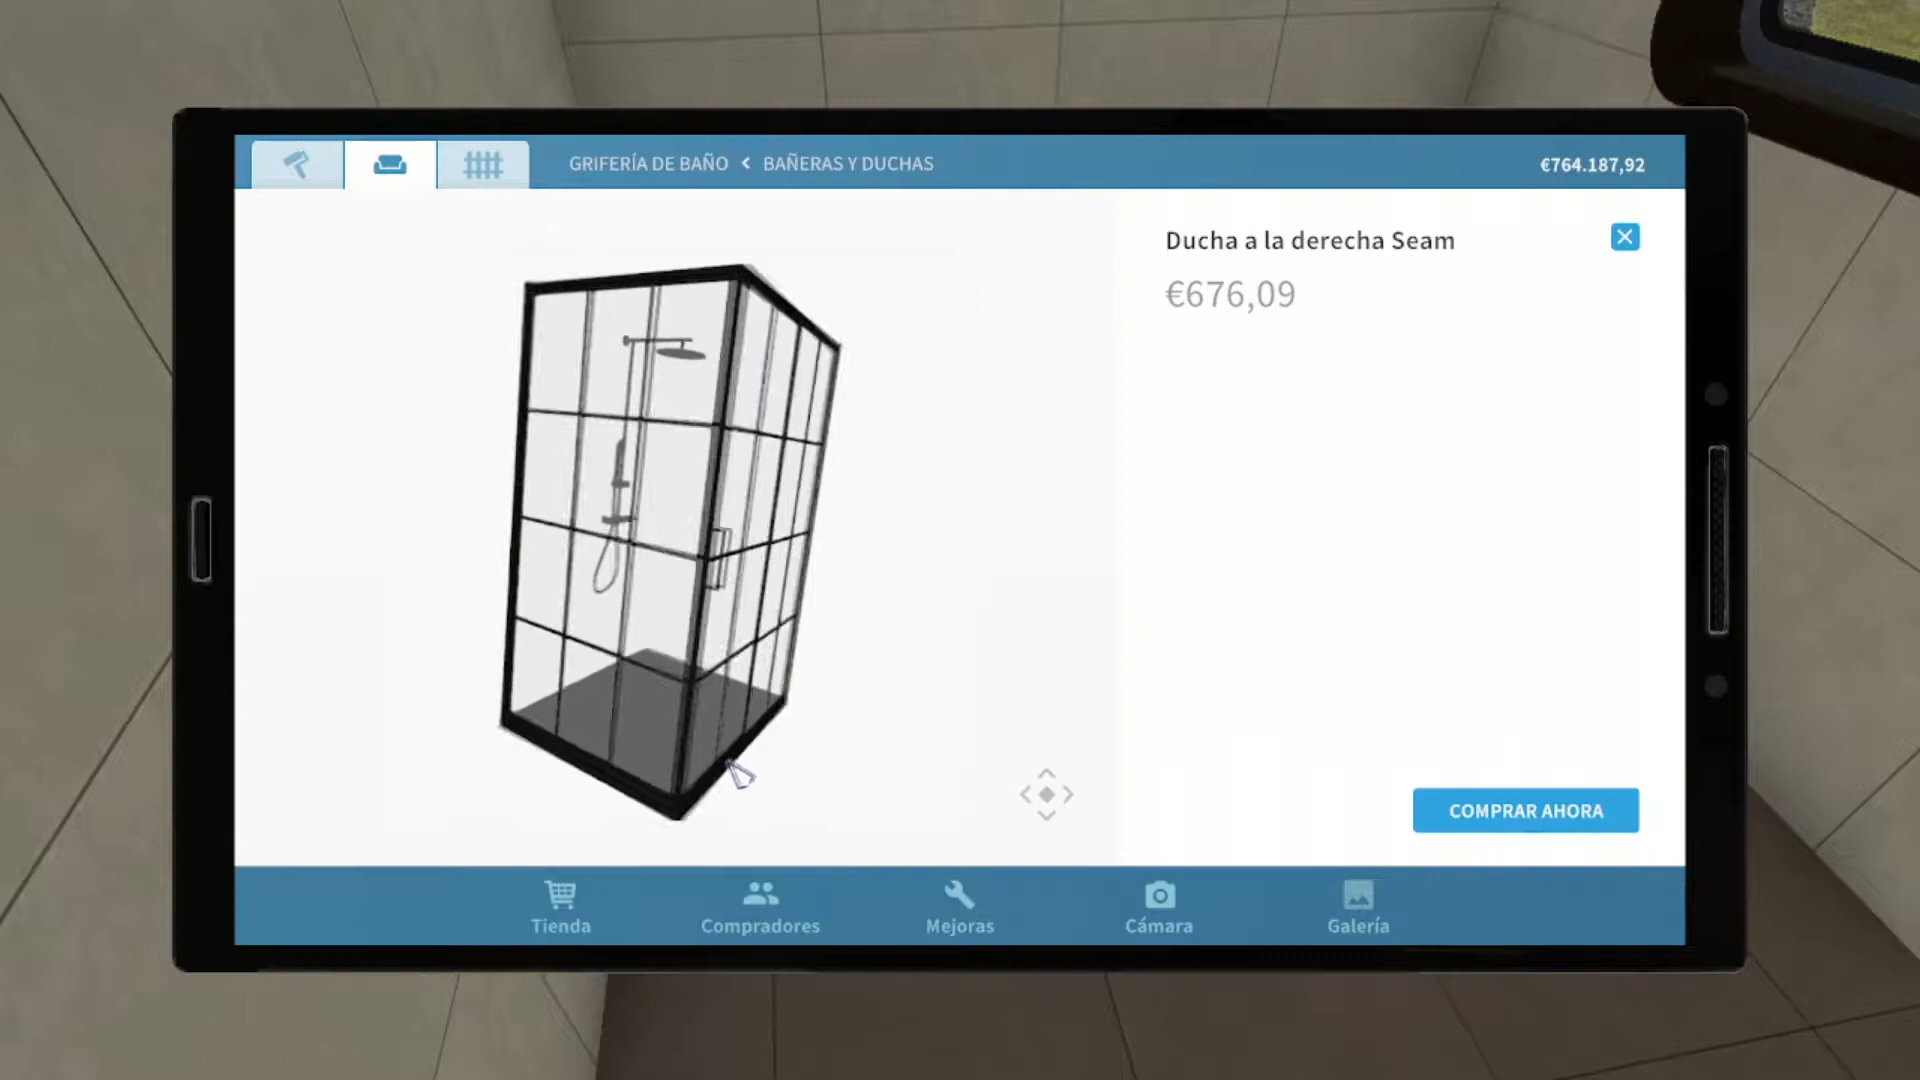 GRIFERÍA DE BAÑO < BAÑERAS Y DUCHAS
€764.187,92
Ducha a la derecha Seam
€676,09
COMPRAR AHORA
Tienda
Compradores
Mejoras
Cámara
Galería